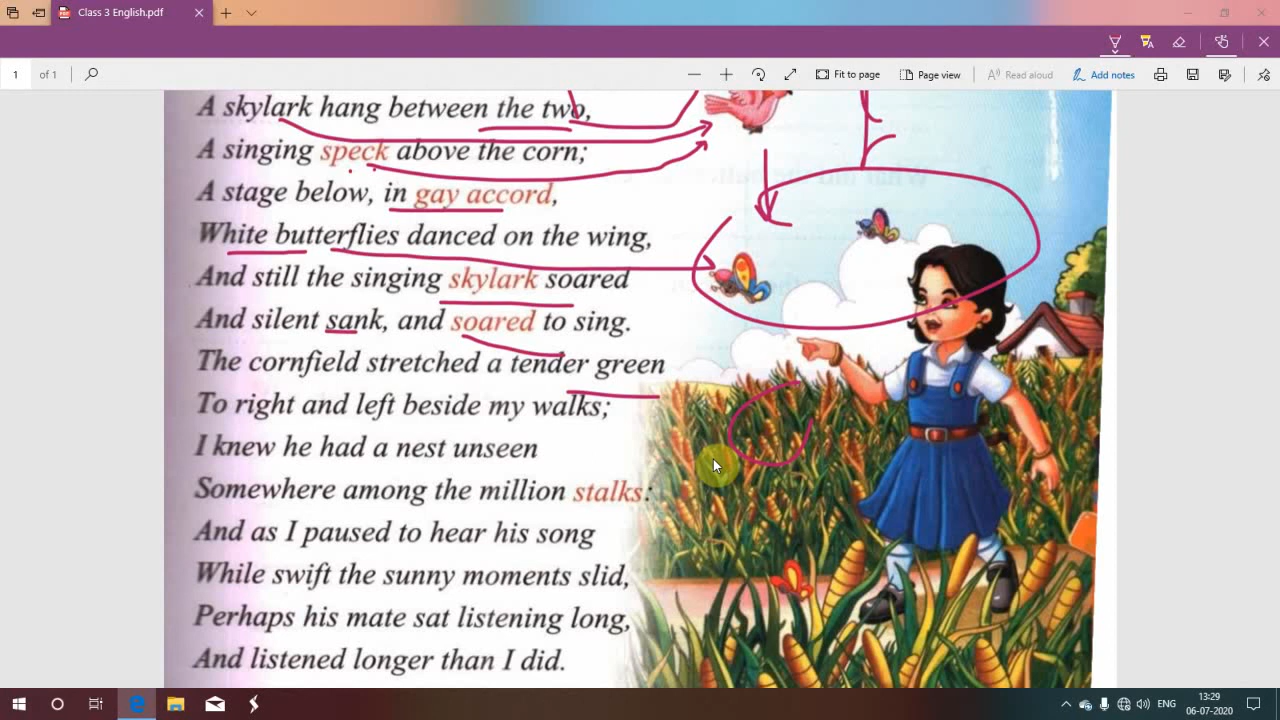 Class 3 English.pdf
1 of 1
Fit to page
Page view
Read aloud
Add notes
A skylark hang between the two,
A singing speck above the corn;
A stage below, in gay accord,
White butterflies danced on the wing,
And still the singing skylark soared
And silent sank, and soared to sing.
The cornfield stretched a tender green
To right and left beside my walks;
I knew he had a nest unseen
Somewhere among the million stalks:
And as I paused to hear his song
While swift the sunny moments slid,
Perhaps his mate sat listening long,
And listened longer than I did.
ENG
13:29
06-07-2020